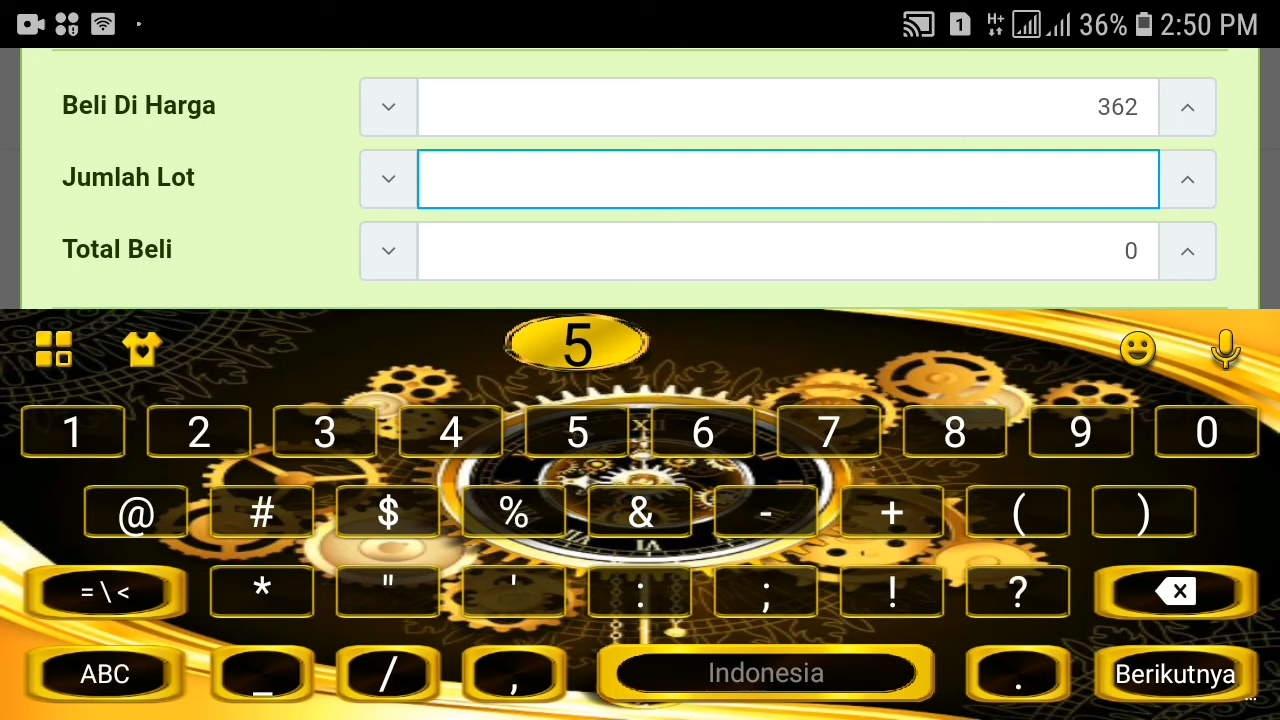 1 H+ 36% 2:50 PM
Beli Di Harga 362
Jumlah Lot
Total Beli 0
5
1 2 3 4 5 6 7 8 9 0
@ # $ % & - + ( )
= \ < * " ' : ; ! ?
ABC _ / , Indonesia . Berikutnya